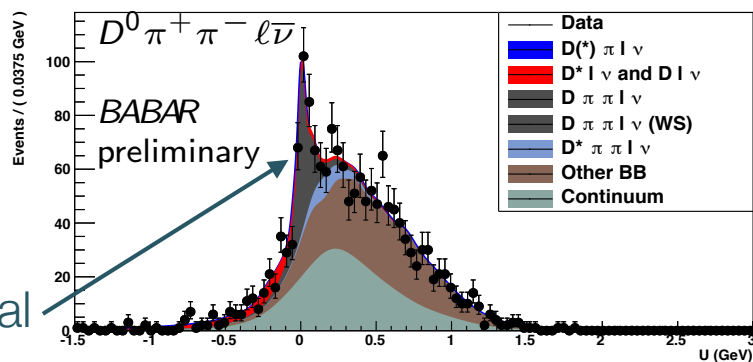 D⁰π⁺π⁻ℓν̅
BABAR
preliminary
Data
D(*) π l ν
D* l ν and D l ν
D π π l ν
D π π l ν (WS)
D* π π l ν
Other BB
Continuum
Events / ( 0.0375 GeV )
100
80
60
40
20
0
al
-1.5 -1 -0.5 0 0.5 1 1.5 2 2.5
U (GeV)